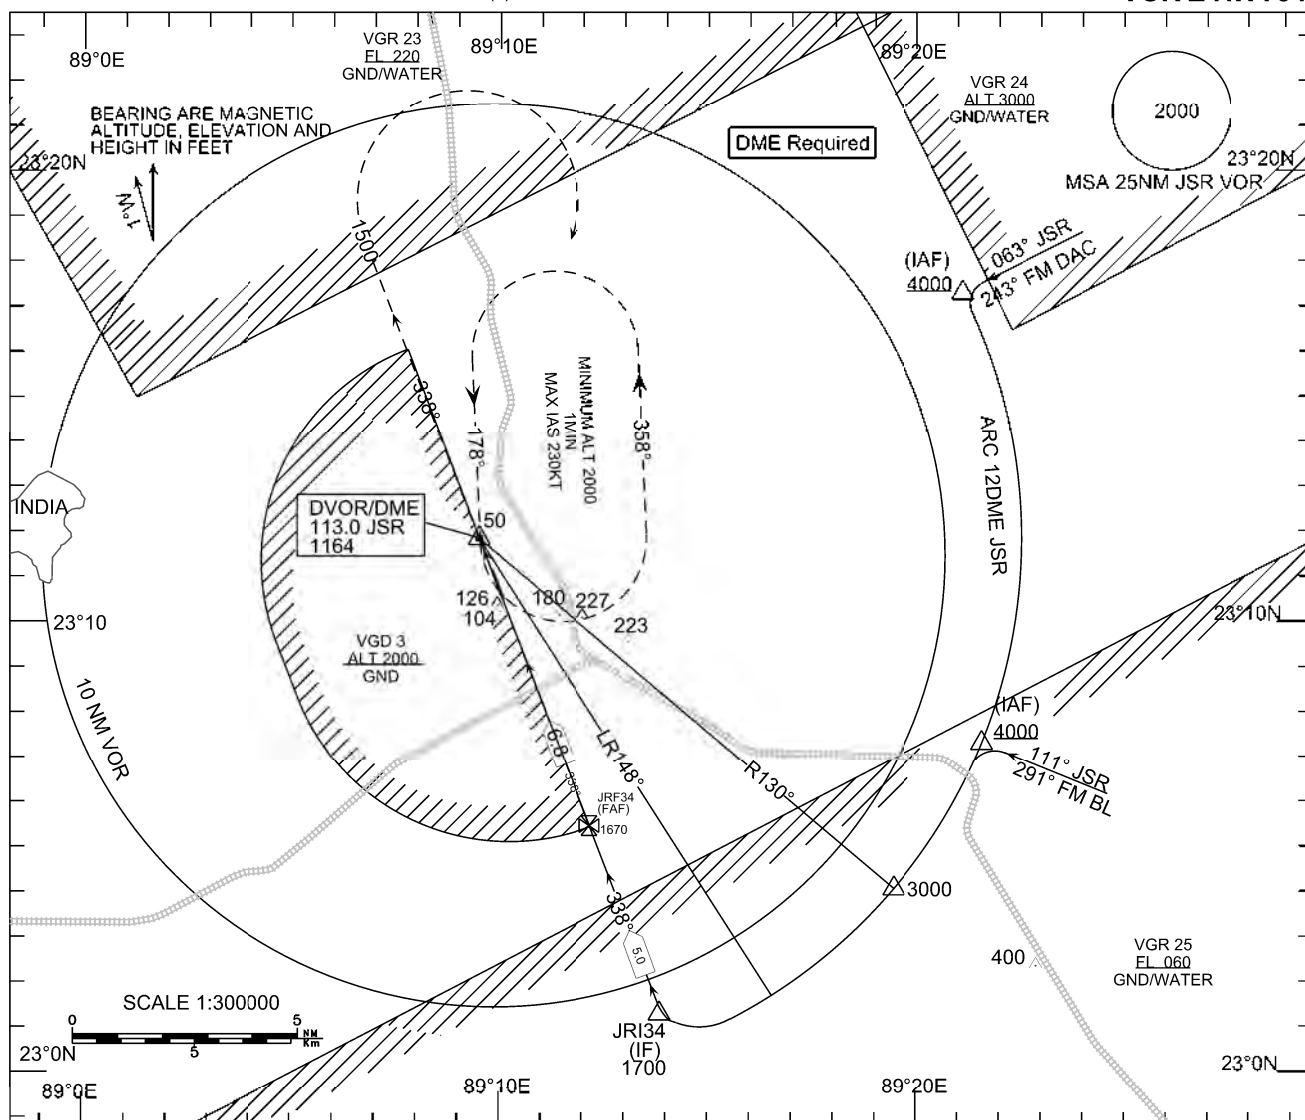 89°0E
VGR 23
FL 220
GND/WATER
89°10E
89°20E
VGR 24
ALT 3000
GND/WATER
2000
MSA 25NM JSR VOR
BEARING ARE MAGNETIC
ALTITUDE, ELEVATION AND
HEIGHT IN FEET
1°W
DME Required
23°20N
23°20N
1500
(IAF)
4000
063° JSR
243° FM DAC
338°
178°
MINIMUM ALT 2000
1MIN
MAX IAS 230KT
358°
ARC 12DME JSR
INDIA
DVOR/DME
113.0 JSR
1164
50
126
104
180
227
223
23°10
23°10N
VGD 3
ALT 2000
GND
10 NM VOR
6.8
338°
LR148°
R130°
JRF34
(FAF)
1670
(IAF)
4000
111° JSR
291° FM BL
338°
5.0
3000
400
VGR 25
FL 060
GND/WATER
SCALE 1:300000
0
5
NM
Km
5
JRI34
(IF)
1700
23°0N
23°0N
89°0E
89°10E
89°20E